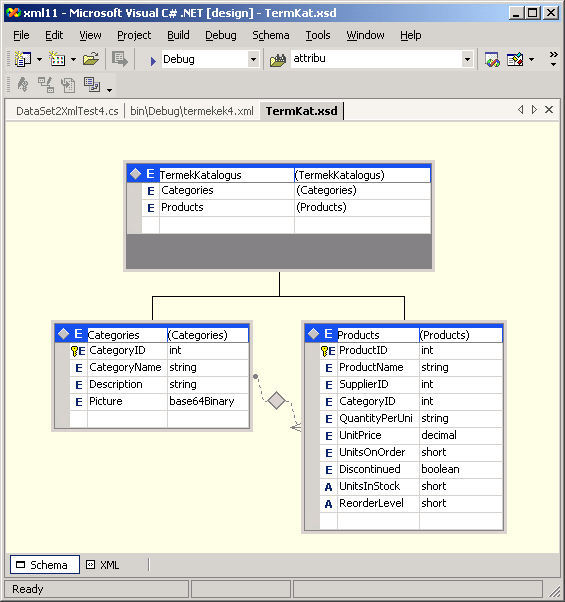 xml11 - Microsoft Visual C# .NET [design] - TermKat.xsd
File Edit View Project Build Debug Schema Tools Window Help
Debug attribu
DataSet2XmlTest4.cs bin\Debug\termekek4.xml TermKat.xsd
E TermekKatalogus (TermekKatalogus)
E Categories (Categories)
E Products (Products)
E Categories (Categories)
E CategoryID int
E CategoryName string
E Description string
E Picture base64Binary
E Products (Products)
E ProductID int
E ProductName string
E SupplierID int
E CategoryID int
E QuantityPerUni string
E UnitPrice decimal
E UnitsOnOrder short
E Discontinued boolean
A UnitsInStock short
A ReorderLevel short
Schema XML
Ready